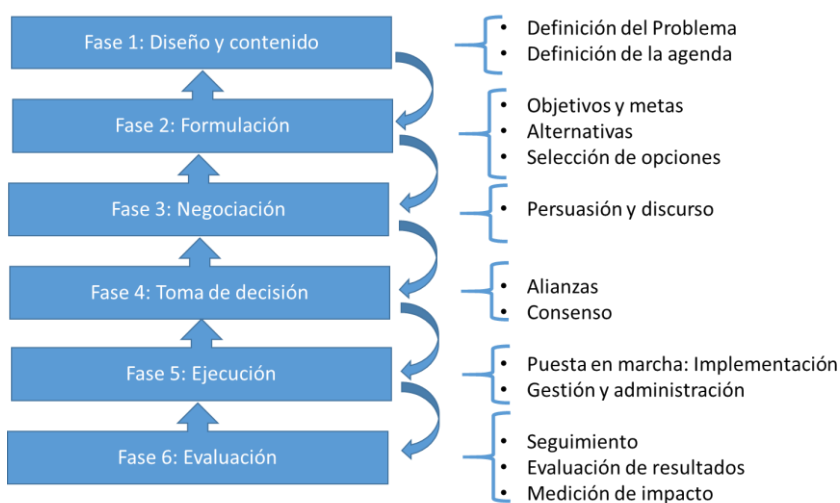 Fase 1: Diseño y contenido
• Definición del Problema
• Definición de la agenda
Fase 2: Formulación
• Objetivos y metas
• Alternativas
• Selección de opciones
Fase 3: Negociación
• Persuasión y discurso
Fase 4: Toma de decisión
• Alianzas
• Consenso
Fase 5: Ejecución
• Puesta en marcha: Implementación
• Gestión y administración
Fase 6: Evaluación
• Seguimiento
• Evaluación de resultados
• Medición de impacto